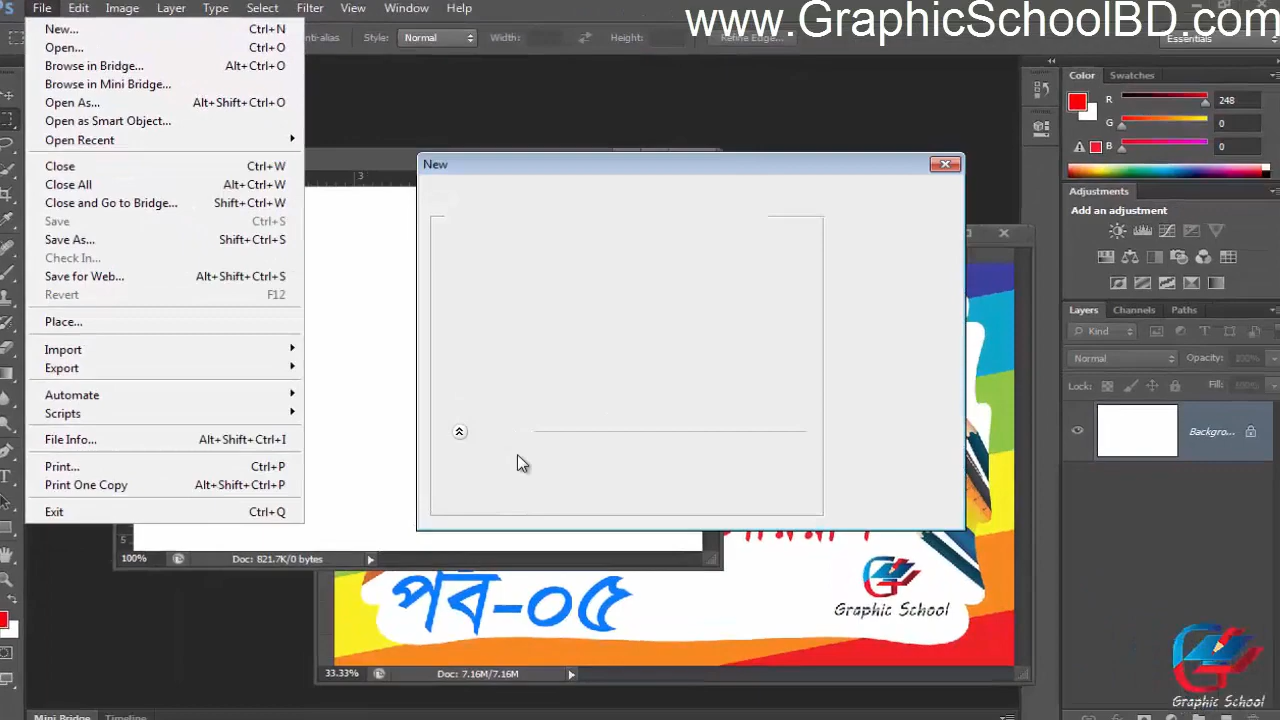 www.GraphicSchoolBD.com
File Edit Image Layer Type Select Filter View Window Help
Style: Normal Width: Height: Refine Edge...
Essentials
New... Ctrl+N
Open... Ctrl+O
Browse in Bridge... Alt+Ctrl+O
Browse in Mini Bridge...
Open As... Alt+Shift+Ctrl+O
Open as Smart Object...
Open Recent
Close Ctrl+W
Close All Alt+Ctrl+W
Close and Go to Bridge... Shift+Ctrl+W
Save Ctrl+S
Save As... Shift+Ctrl+S
Check In...
Save for Web... Alt+Shift+Ctrl+S
Revert F12
Place...
Import
Export
Automate
Scripts
File Info... Alt+Shift+Ctrl+I
Print... Ctrl+P
Print One Copy Alt+Shift+Ctrl+P
Exit Ctrl+Q
3
New
5
100% Doc: 821.7K/0 bytes
পর্ব-০৫
Graphic School
33.33% Doc: 7.16M/7.16M
Color Swatches
R 248
G 0
B 0
Adjustments
Add an adjustment
Layers Channels Paths
Kind
Normal Opacity: 100%
Lock: Fill: 100%
Backgro...
Graphic School
Mini Bridge Timeline